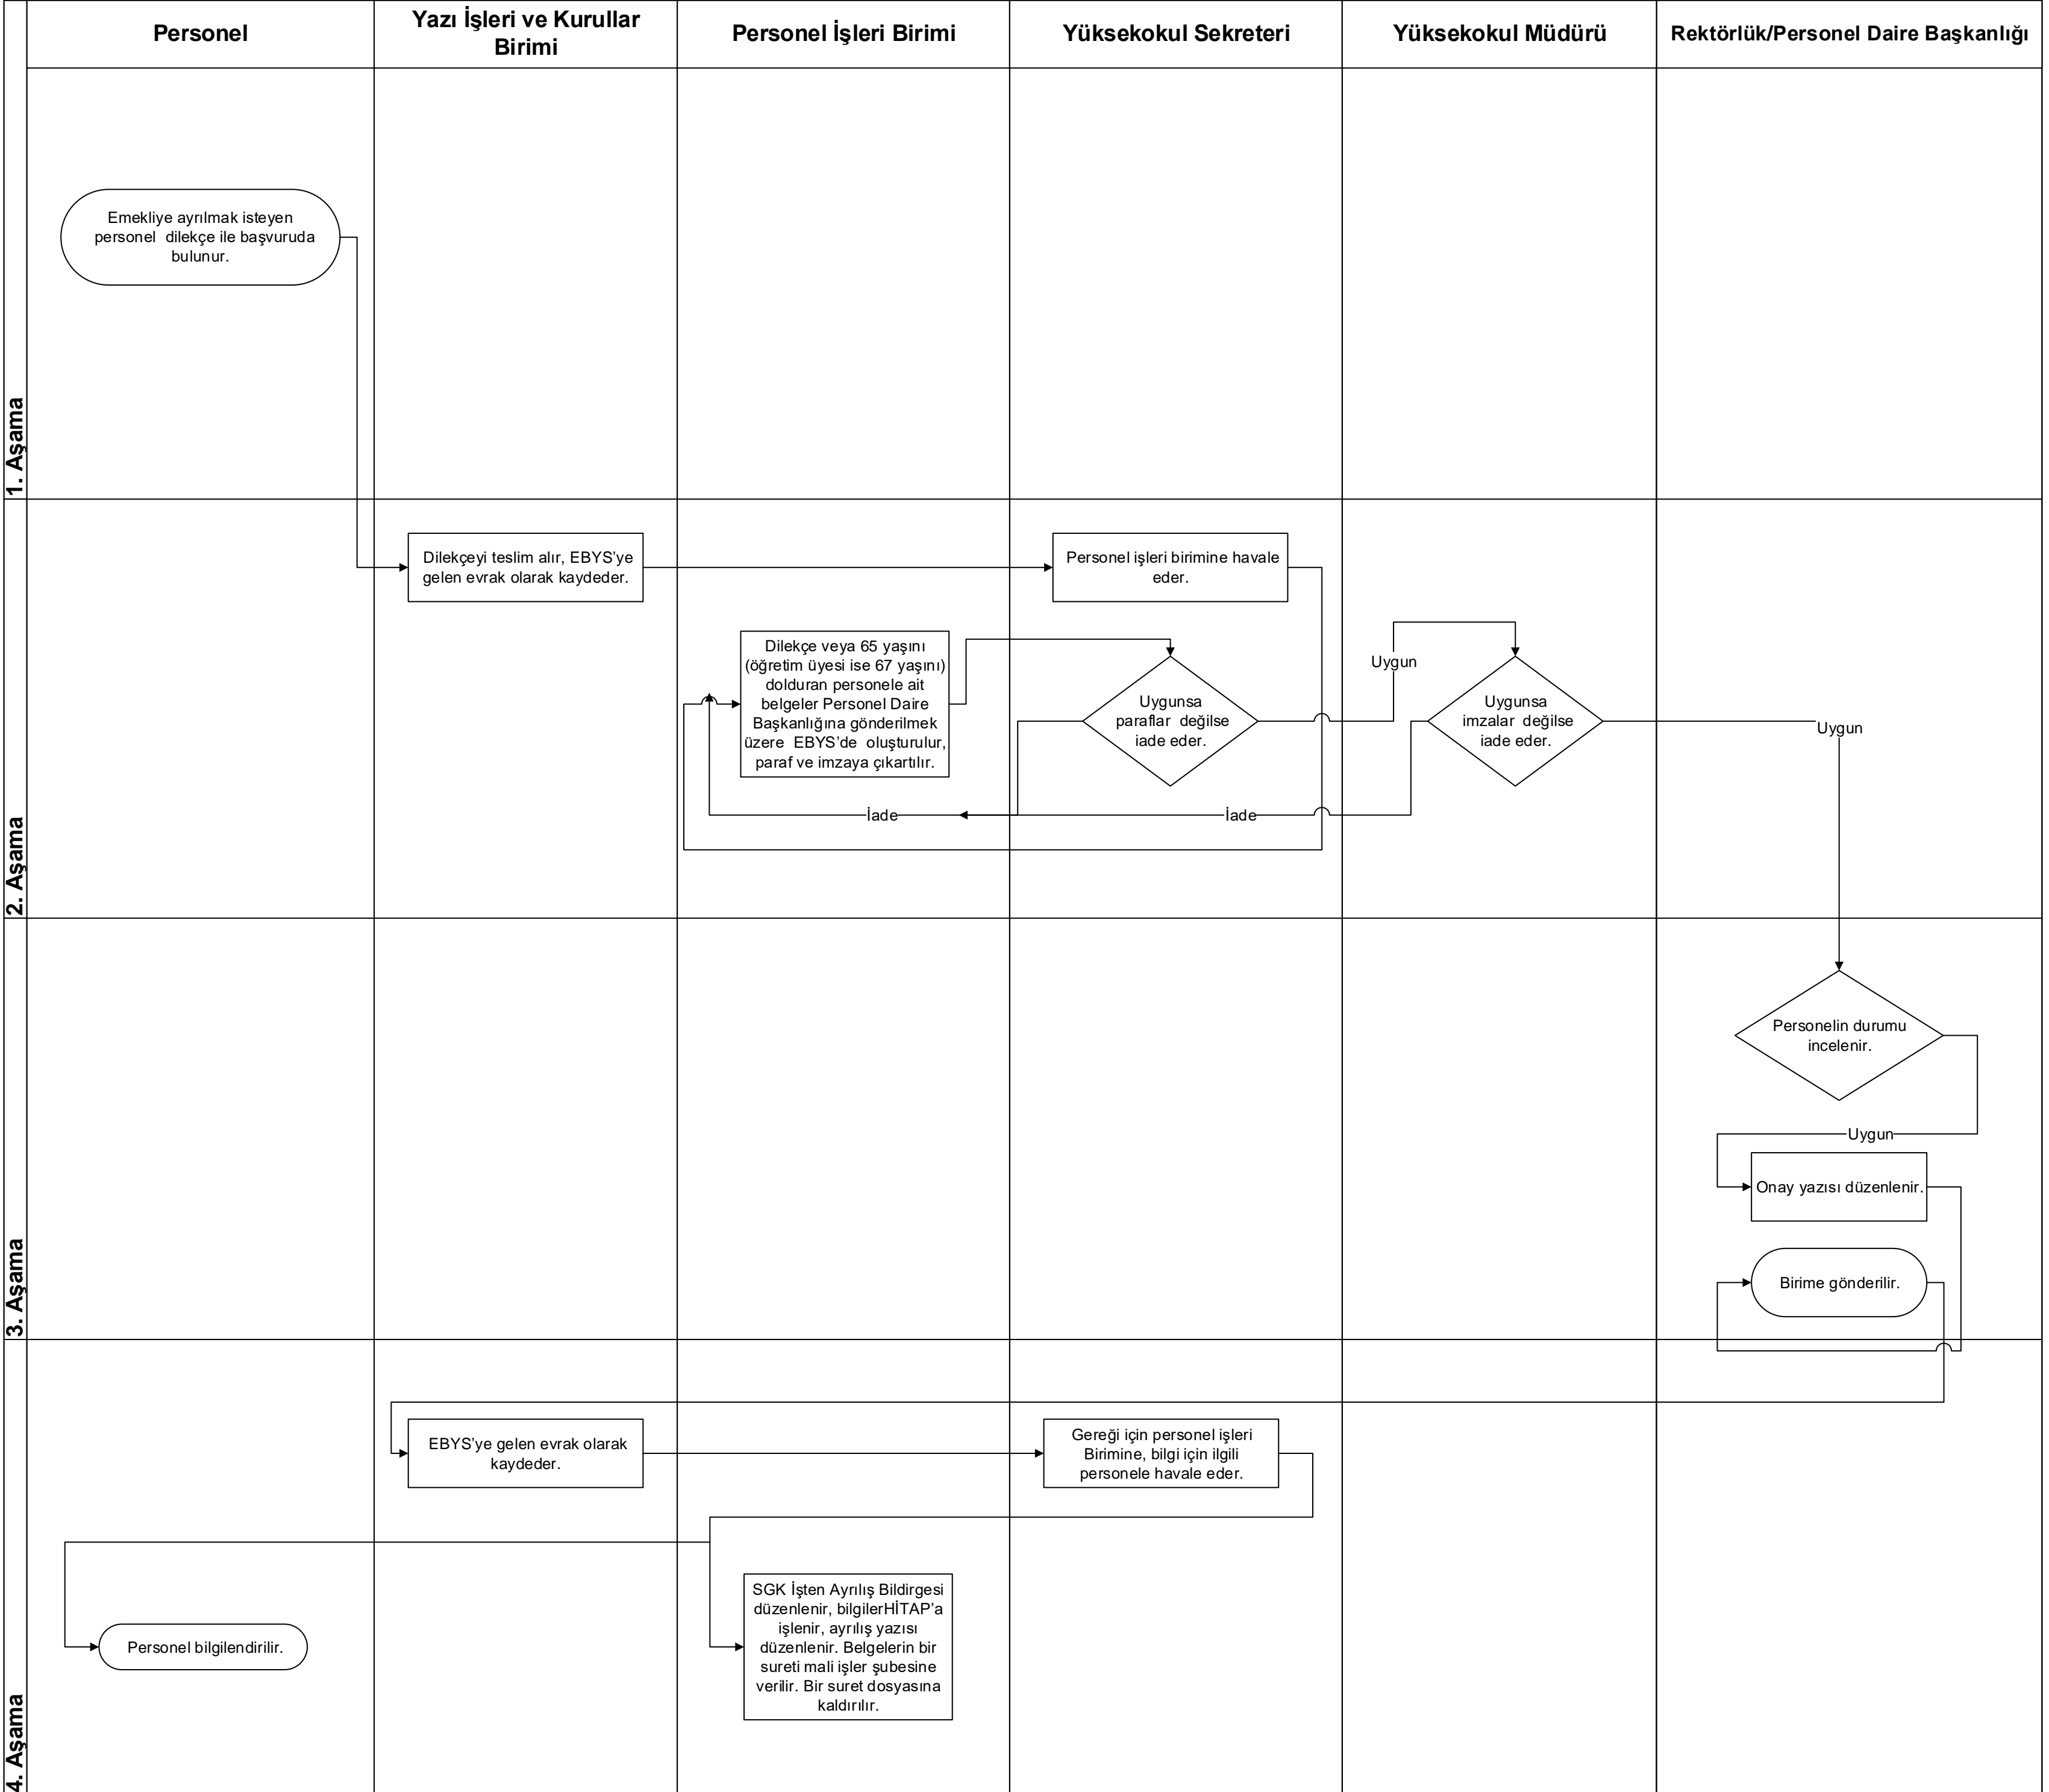 Personel
Yazı İşleri ve Kurullar
Birimi
Personel İşleri Birimi
Yüksekokul Sekreteri
Yüksekokul Müdürü
Rektörlük/Personel Daire Başkanlığı
1. Aşama
Emekliye ayrılmak isteyen
personel dilekçe ile başvuruda
bulunur.
2. Aşama
Dilekçeyi teslim alır, EBYS’ye
gelen evrak olarak kaydeder.
Personel işleri birimine havale
eder.
Dilekçe veya 65 yaşını
(öğretim üyesi ise 67 yaşını)
dolduran personele ait
belgeler Personel Daire
Başkanlığına gönderilmek
üzere EBYS’de oluşturulur,
paraf ve imzaya çıkartılır.
Uygunsa
paraflar değilse
iade eder.
Uygun
Uygunsa
imzalar değilse
iade eder.
Uygun
İade
İade
3. Aşama
Personelin durumu
incelenir.
Uygun
Onay yazısı düzenlenir.
Birime gönderilir.
4. Aşama
EBYS’ye gelen evrak olarak
kaydeder.
Gereği için personel işleri
Birimine, bilgi için ilgili
personele havale eder.
Personel bilgilendirilir.
SGK İşten Ayrılış Bildirgesi
düzenlenir, bilgilerHİTAP’a
işlenir, ayrılış yazısı
düzenlenir. Belgelerin bir
sureti mali işler şubesine
verilir. Bir suret dosyasına
kaldırılır.